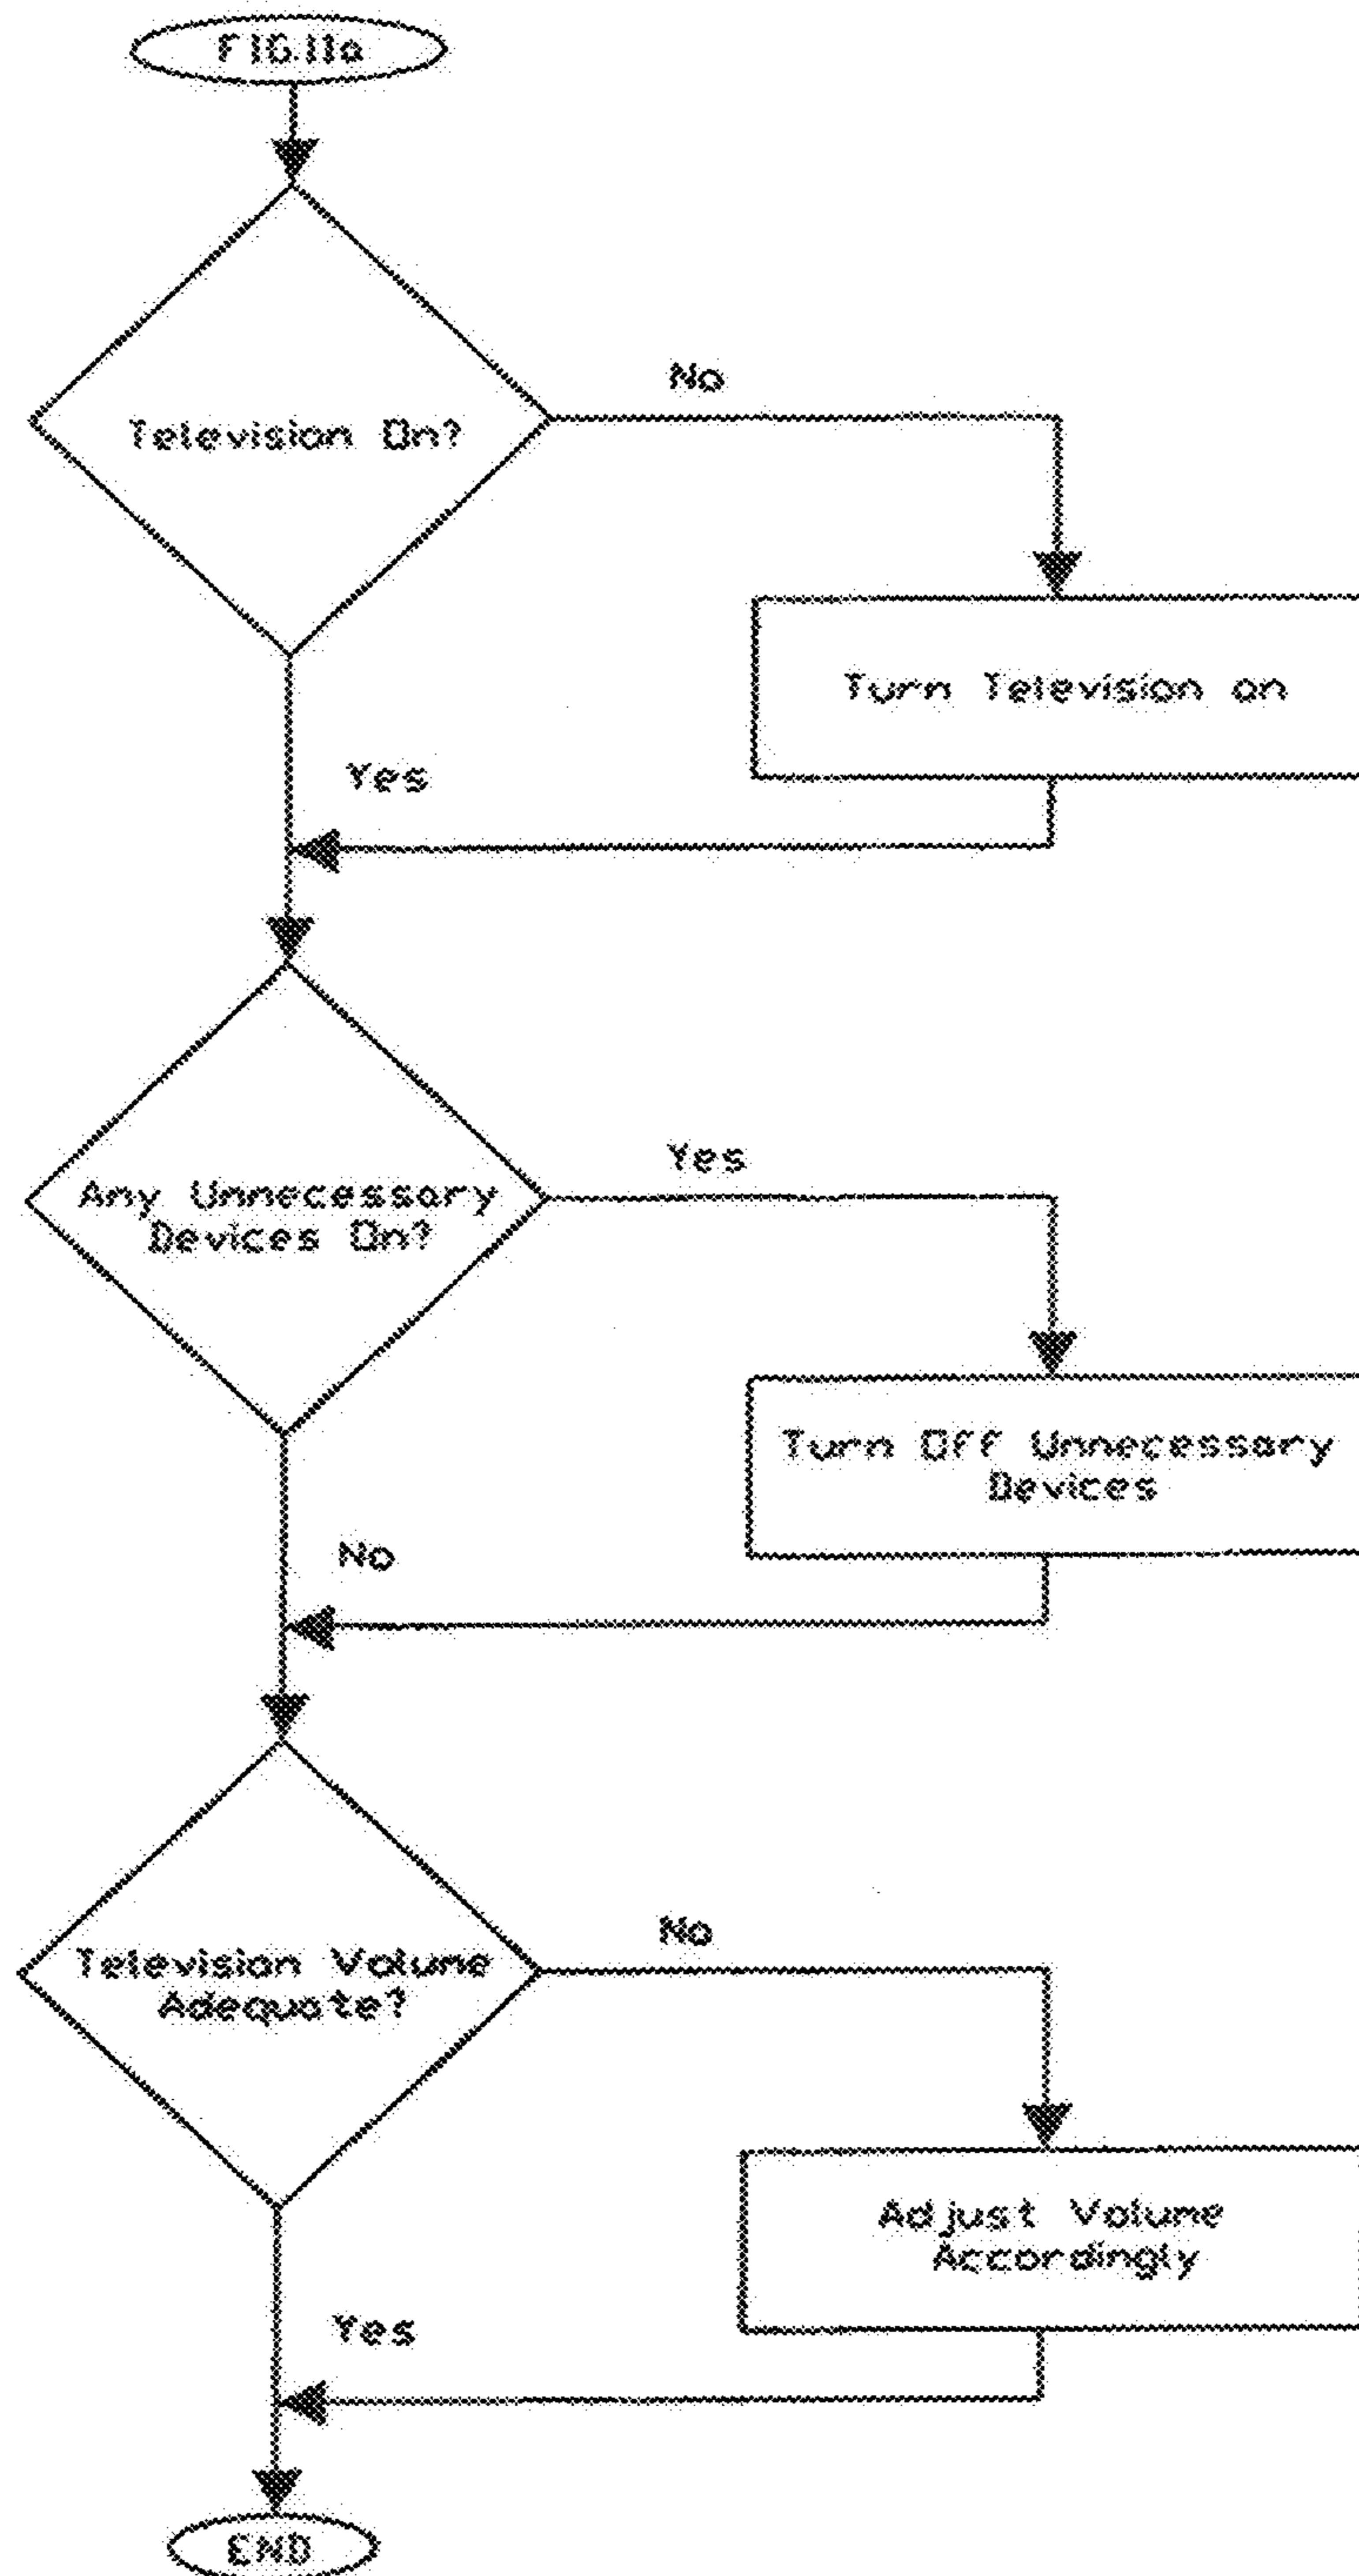 FIG.11a
Television On?
No
Turn Television on
Yes
Any Unnecessary
Devices On?
Yes
Turn Off Unnecessary
Devices
No
Television Volume
Adequate?
No
Adjust Volume
Accordingly
Yes
END